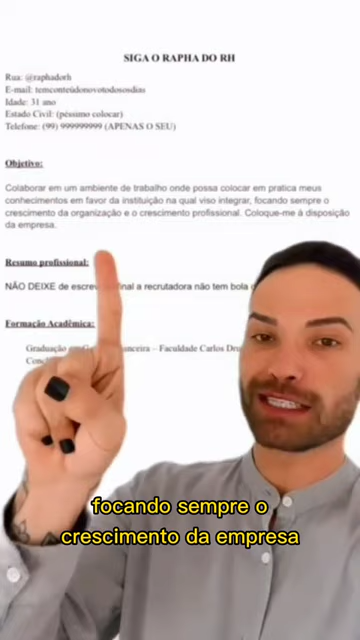 SIGA O RAPHA DO RH
Rua: @raphadorh
E-mail: temconteúdonovotodososdias
Idade: 31 ano
Estado Civil: (péssimo colocar)
Telefone: (99) 999999999 (APENAS O SEU)
Objetivo:
Colaborar em um ambiente de trabalho onde possa colocar em pratica meus
conhecimentos em favor da instituição na qual viso integrar, focando sempre o
crescimento da organização e o crescimento profissional. Coloque-me à disposição
da empresa.
Resumo profissional:
NÃO DEIXE de escrev nal a recrutadora não tem bola
Formação Acadêmica:
Graduação anceira – Faculdade Carlos
focando sempre o
crescimento da empresa